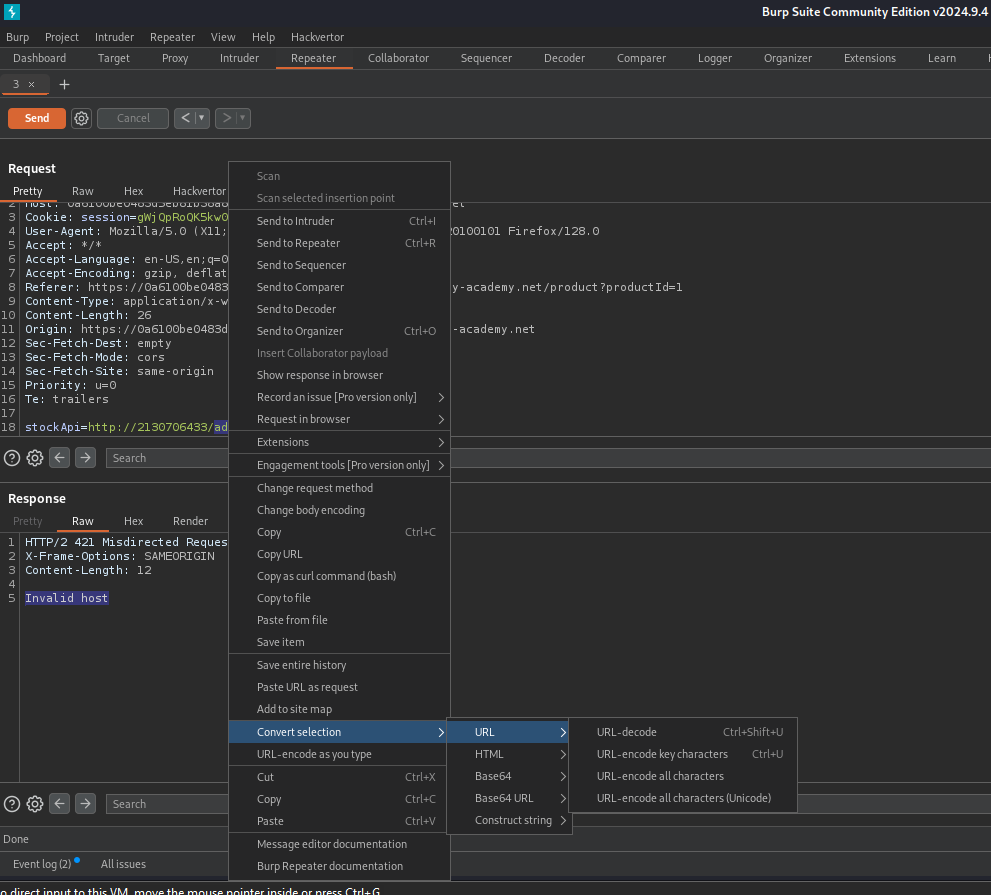 Burp Suite Community Edition v2024.9.4
Burp Project Intruder Repeater View Help Hackvertor
Dashboard Target Proxy Intruder Repeater Collaborator Sequencer Decoder Comparer Logger Organizer Extensions Learn
3 × +
Send Cancel < ▾ > ▾
Request
Pretty Raw Hex Hackvertor
3 Cookie: session=gWjQpRoQK5kw0
4 User-Agent: Mozilla/5.0 (X11; 20100101 Firefox/128.0
5 Accept: */*
6 Accept-Language: en-US,en;q=0
7 Accept-Encoding: gzip, deflat
8 Referer: https://0a6100be0483 y-academy.net/product?productId=1
9 Content-Type: application/x-w
10 Content-Length: 26
11 Origin: https://0a6100be0483d -academy.net
12 Sec-Fetch-Dest: empty
13 Sec-Fetch-Mode: cors
14 Sec-Fetch-Site: same-origin
15 Priority: u=0
16 Te: trailers
17
18 stockApi=http://2130706433/ad
Search
Response
Pretty Raw Hex Render
1 HTTP/2 421 Misdirected Reques
2 X-Frame-Options: SAMEORIGIN
3 Content-Length: 12
4
5 Invalid host
Search
Done
Event log (2) All issues
Scan
Scan selected insertion point
Send to Intruder Ctrl+I
Send to Repeater Ctrl+R
Send to Sequencer
Send to Comparer
Send to Decoder
Send to Organizer Ctrl+O
Insert Collaborator payload
Show response in browser
Record an issue [Pro version only] >
Request in browser >
Extensions >
Engagement tools [Pro version only] >
Change request method
Change body encoding
Copy Ctrl+C
Copy URL
Copy as curl command (bash)
Copy to file
Paste from file
Save item
Save entire history
Paste URL as request
Add to site map
Convert selection >
URL-encode as you type
Cut Ctrl+X
Copy Ctrl+C
Paste Ctrl+V
Message editor documentation
Burp Repeater documentation
URL >
HTML >
Base64 >
Base64 URL >
Construct string >
URL-decode Ctrl+Shift+U
URL-encode key characters Ctrl+U
URL-encode all characters
URL-encode all characters (Unicode)
o direct input to this VM, move the mouse pointer inside or press Ctrl+G